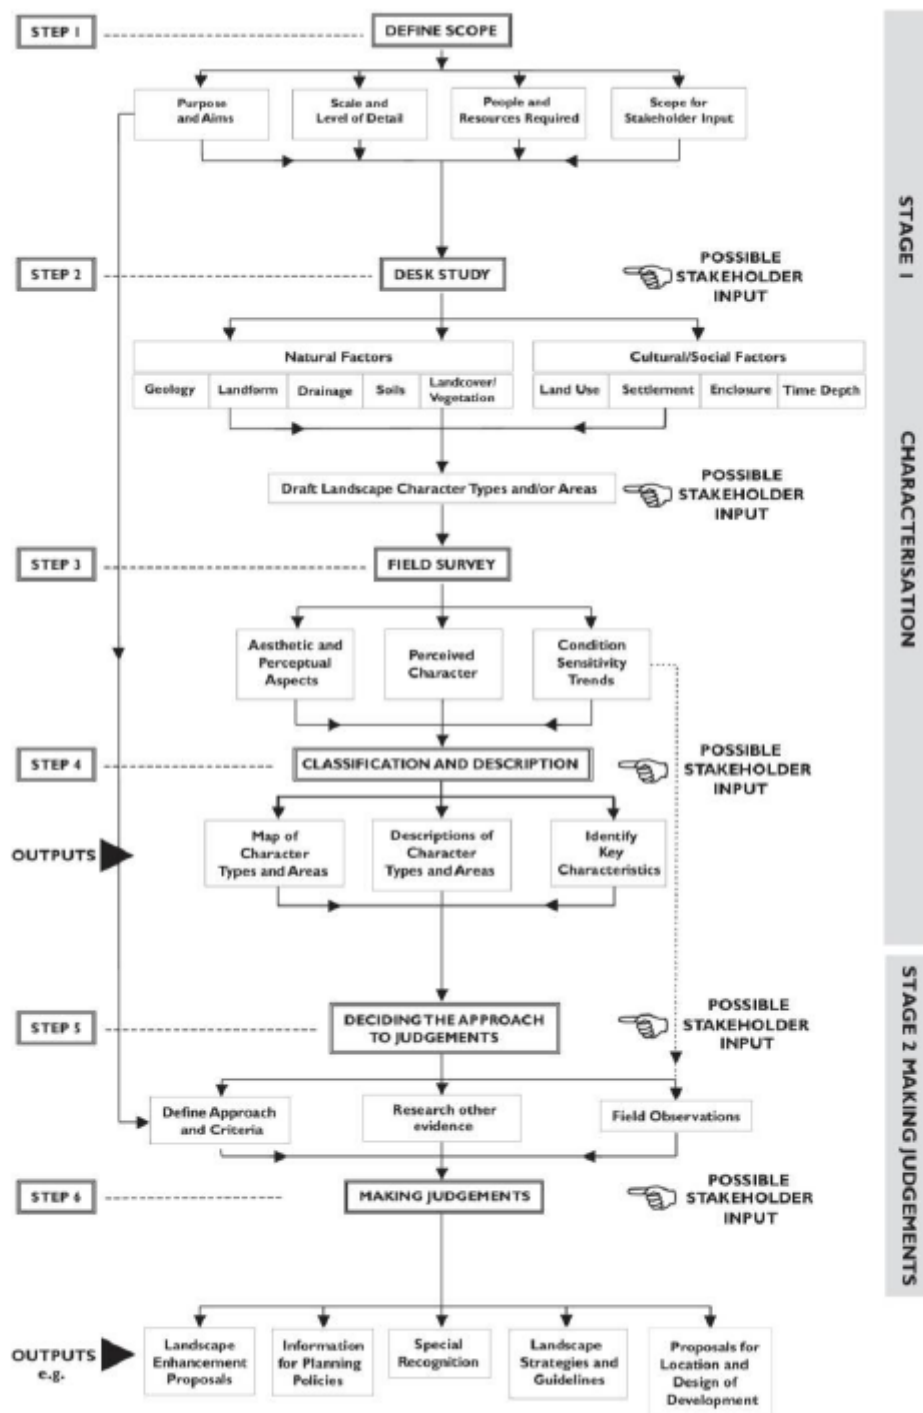 STEP 1
DEFINE SCOPE
Purpose
and Aims
Scale and
Level of Detail
People and
Resources Required
Scope for
Stakeholder Input
STEP 2
DESK STUDY
POSSIBLE
STAKEHOLDER
INPUT
Natural Factors
Geology
Landform
Drainage
Soils
Landcover/
Vegetation
Cultural/Social Factors
Land Use
Settlement
Enclosure
Time Depth
Draft Landscape Character Types and/or Areas
POSSIBLE
STAKEHOLDER
INPUT
STEP 3
FIELD SURVEY
Aesthetic and
Perceptual
Aspects
Perceived
Character
Condition
Sensitivity
Trends
STEP 4
CLASSIFICATION AND DESCRIPTION
POSSIBLE
STAKEHOLDER
INPUT
OUTPUTS
Map of
Character
Types and Areas
Descriptions of
Character
Types and Areas
Identify
Key
Characteristics
STEP 5
DECIDING THE APPROACH
TO JUDGEMENTS
POSSIBLE
STAKEHOLDER
INPUT
Define Approach
and Criteria
Research other
evidence
Field Observations
STEP 6
MAKING JUDGEMENTS
POSSIBLE
STAKEHOLDER
INPUT
OUTPUTS
e.g.
Landscape
Enhancement
Proposals
Information
for Planning
Policies
Special
Recognition
Landscape
Strategies and
Guidelines
Proposals for
Location and
Design of
Development
STAGE 1 CHARACTERISATION
STAGE 2 MAKING JUDGEMENTS